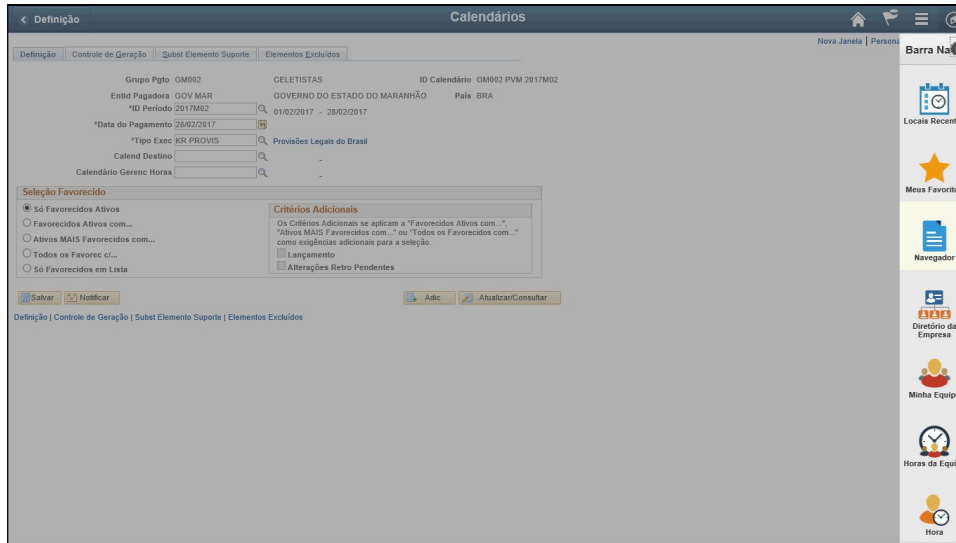 Definição
Calendários
Nova Janela | Persona
Definição
Controle de Geração
Subst Elemento Suporte
Elementos Excluídos
Grupo Pgto GM002 CELETISTAS ID Calendário GM002 PVM 2017M02
Entid Pagadora GOV MAR GOVERNO DO ESTADO DO MARANHÃO País BRA
*ID Período 2017M02 01/02/2017 - 28/02/2017
*Data do Pagamento 28/02/2017
*Tipo Exec KR PROVIS Provisões Legais do Brasil
Calend Destino -
Calendário Gerenc Horas -
Seleção Favorecido
Só Favorecidos Ativos
Favorecidos Ativos com...
Ativos MAIS Favorecidos com...
Todos os Favorec c/...
Só Favorecidos em Lista
Critérios Adicionais
Os Critérios Adicionais se aplicam a "Favorecidos Ativos com...",
"Ativos MAIS Favorecidos com..." ou "Todos os Favorecidos com..."
como exigências adicionais para a seleção.
Lançamento
Alterações Retro Pendentes
Salvar
Notificar
Adic
Atualizar/Consultar
Definição | Controle de Geração | Subst Elemento Suporte | Elementos Excluídos
Barra Na
Locais Recent
Meus Favorito
Navegador
Diretório da
Empresa
Minha Equip
Horas da Equi
Hora